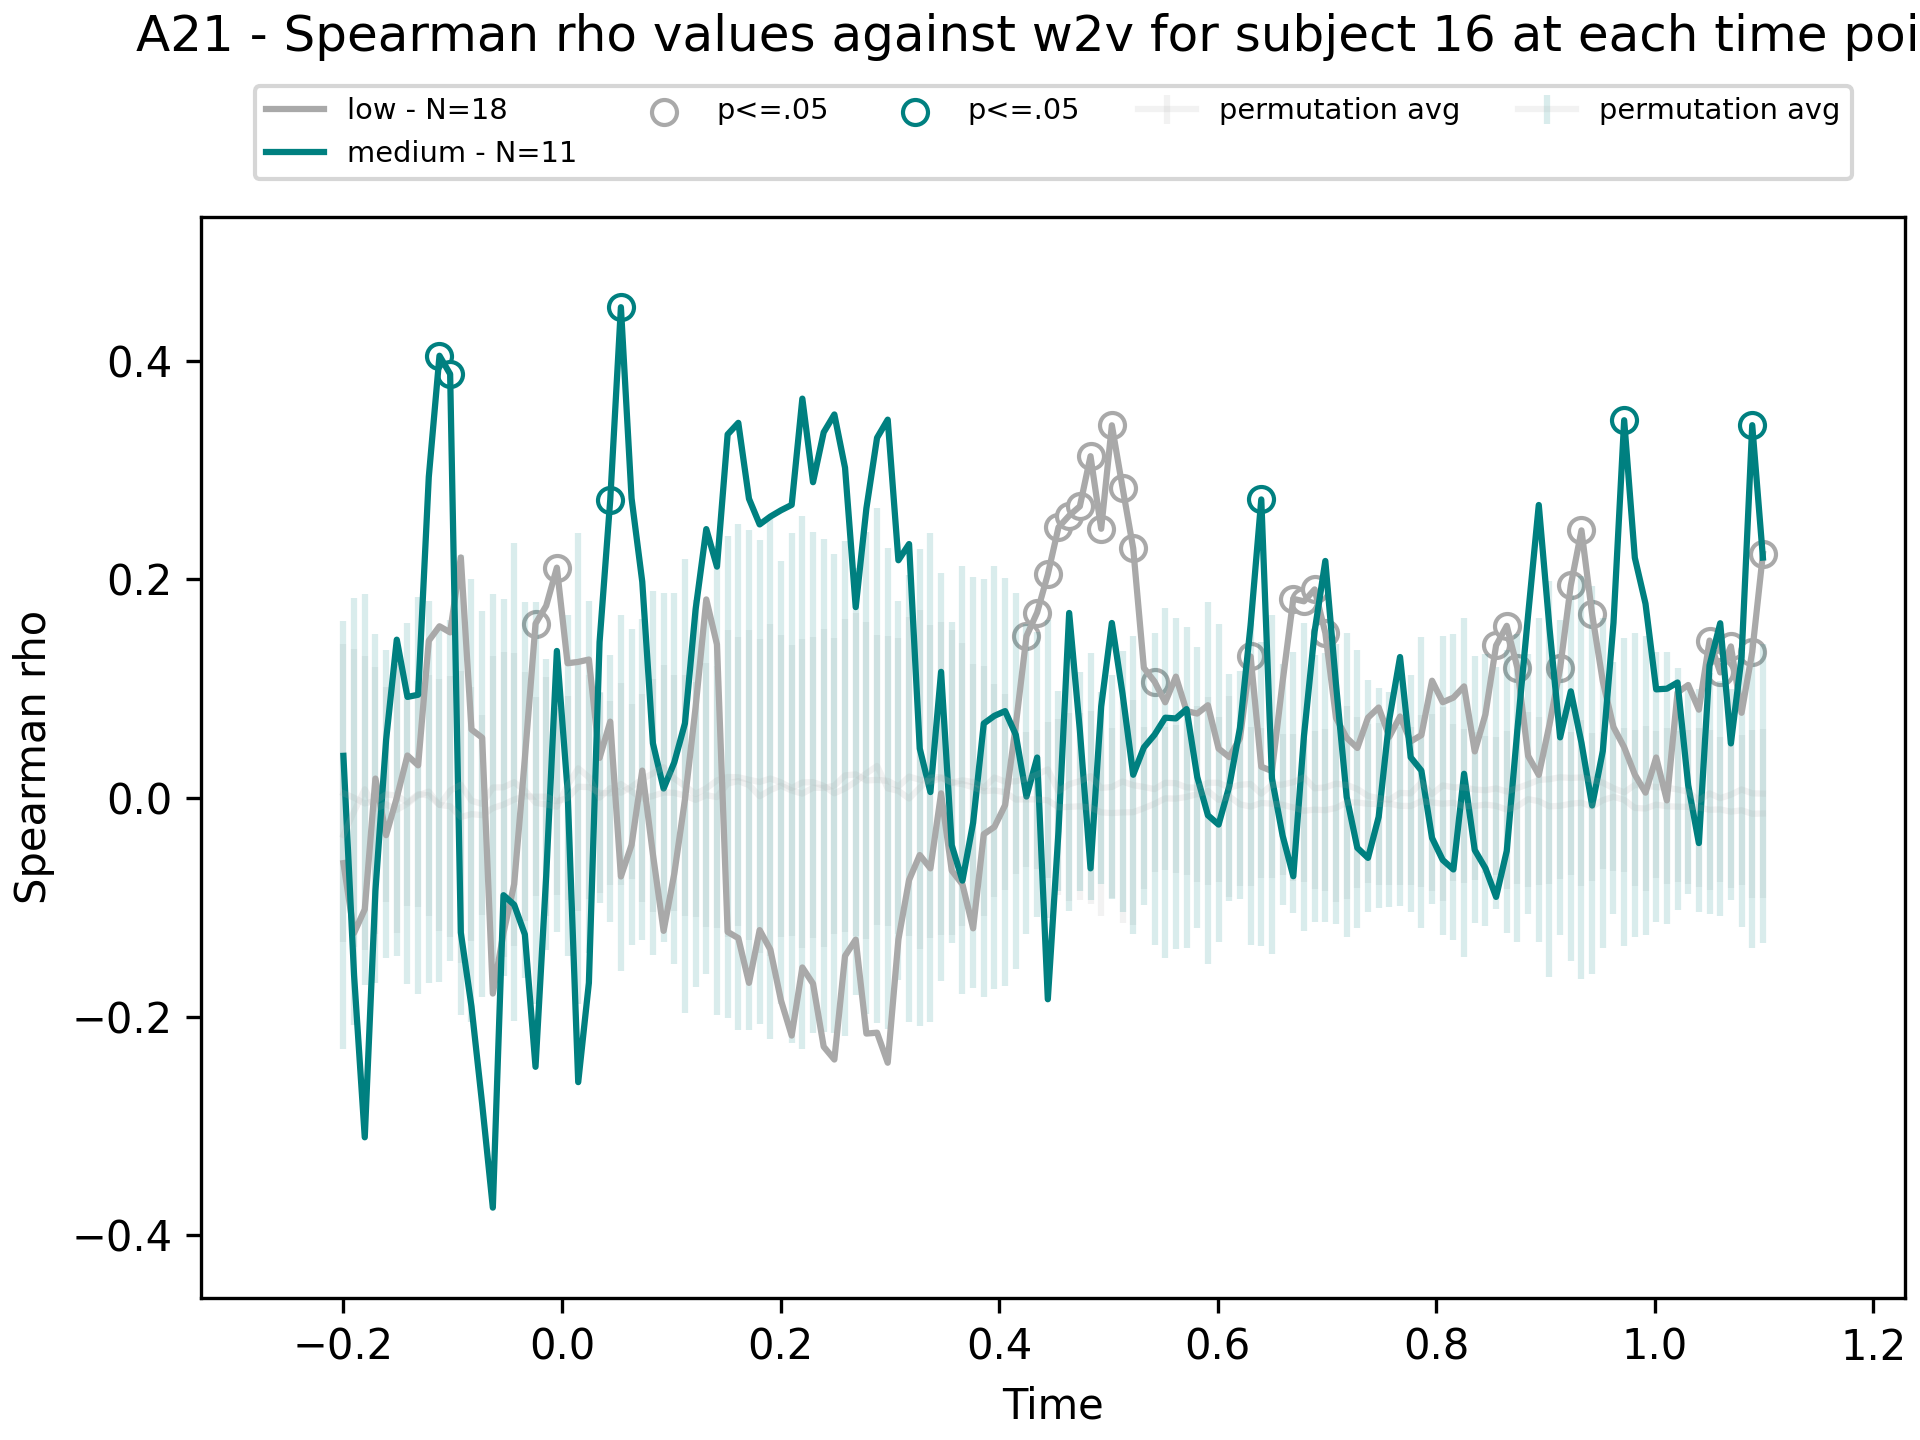 A21 - Spearman rho values against w2v for subject 16 at each time poi
low - N=18
medium - N=11
p<=.05
p<=.05
permutation avg
permutation avg
Spearman rho
0.4
0.2
0.0
−0.2
−0.4
−0.2 0.0 0.2 0.4 0.6 0.8 1.0 1.2
Time